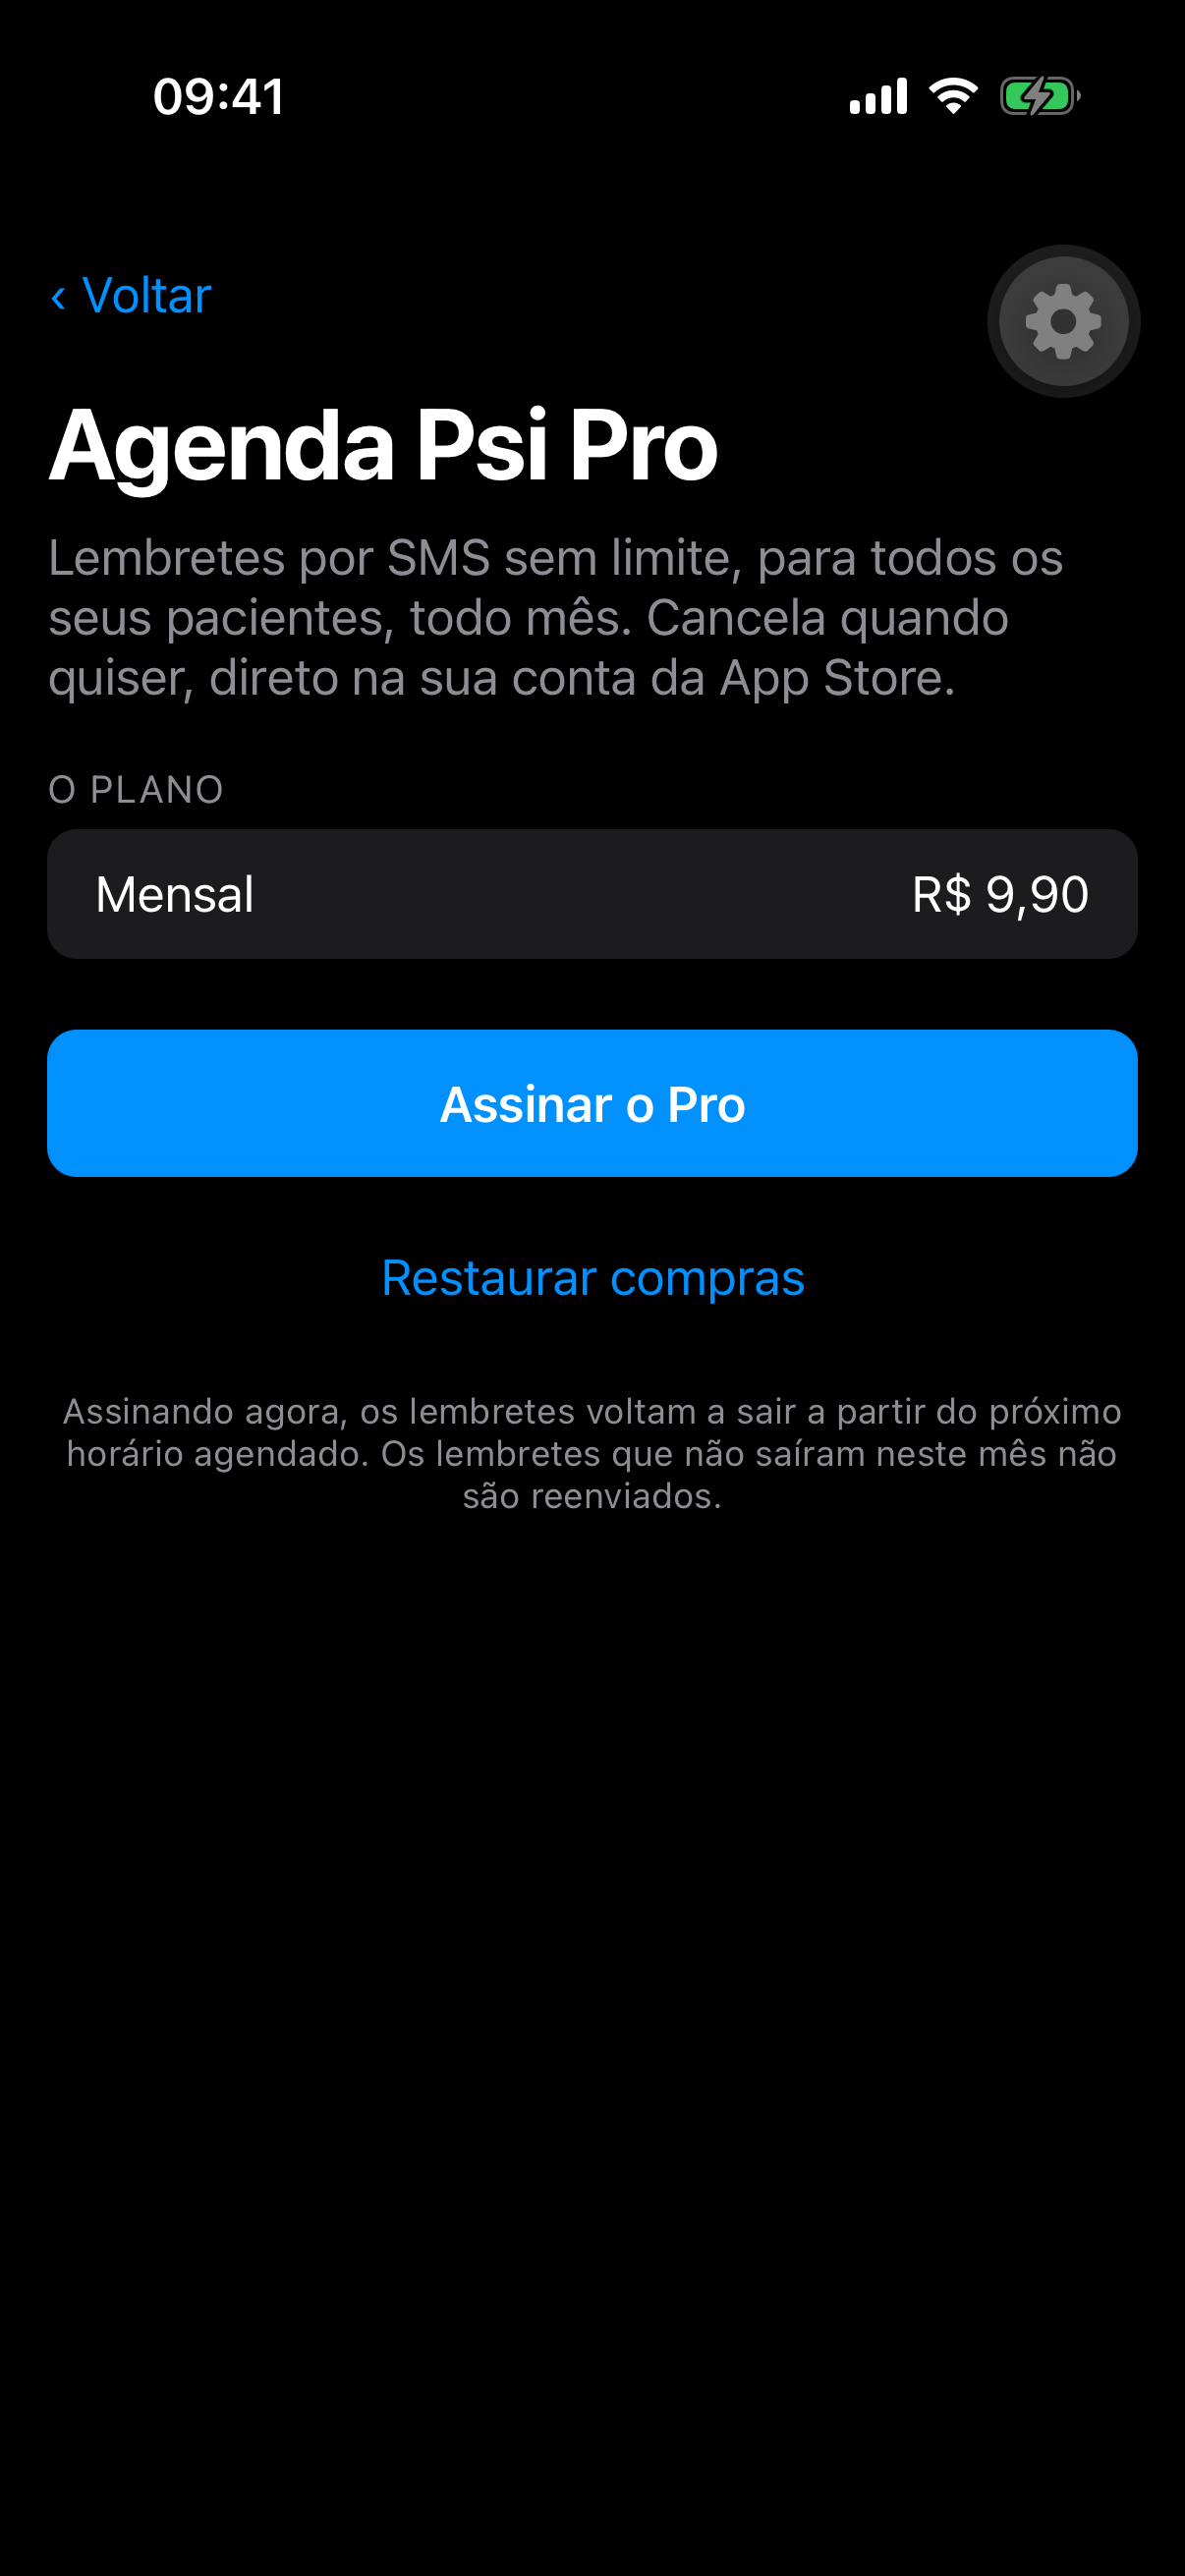 09:41
‹ Voltar
Agenda Psi Pro
Lembretes por SMS sem limite, para todos os
seus pacientes, todo mês. Cancela quando
quiser, direto na sua conta da App Store.
O PLANO
Mensal R$ 9,90
Assinar o Pro
Restaurar compras
Assinando agora, os lembretes voltam a sair a partir do próximo
horário agendado. Os lembretes que não saíram neste mês não
são reenviados.